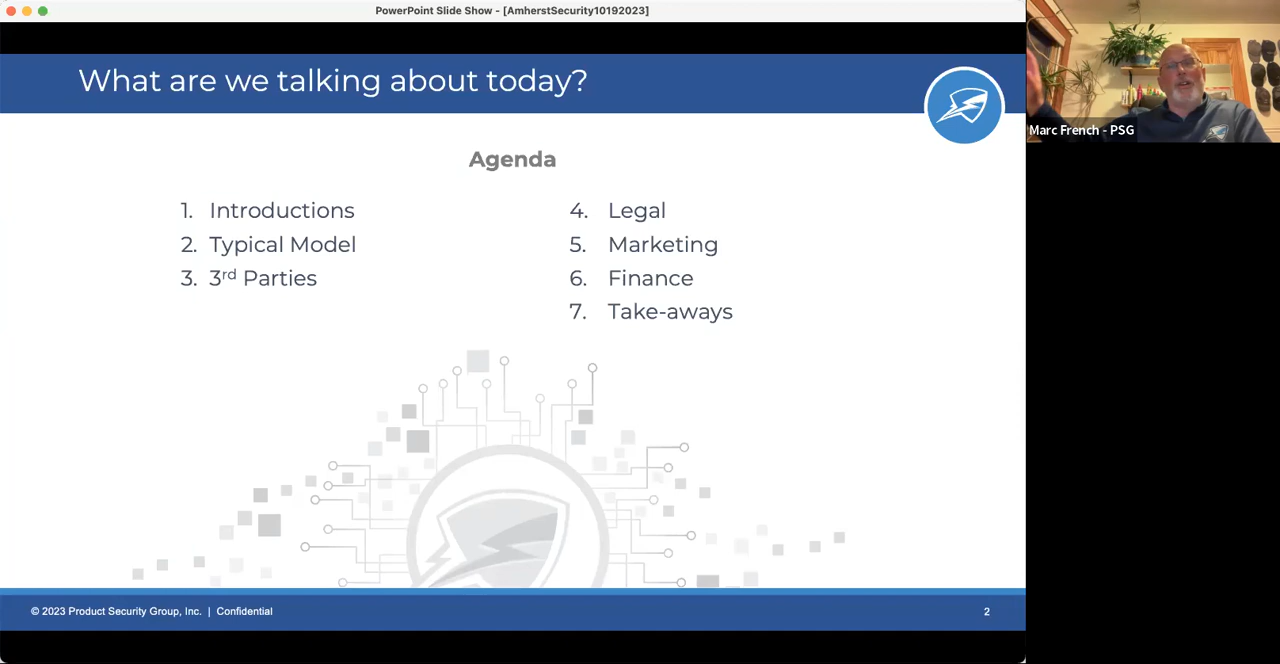 PowerPoint Slide Show - [AmherstSecurity10192023]
What are we talking about today?
Agenda
1. Introductions
2. Typical Model
3. 3rd Parties
4. Legal
5. Marketing
6. Finance
7. Take-aways
© 2023 Product Security Group, Inc. | Confidential
2
Marc French - PSG